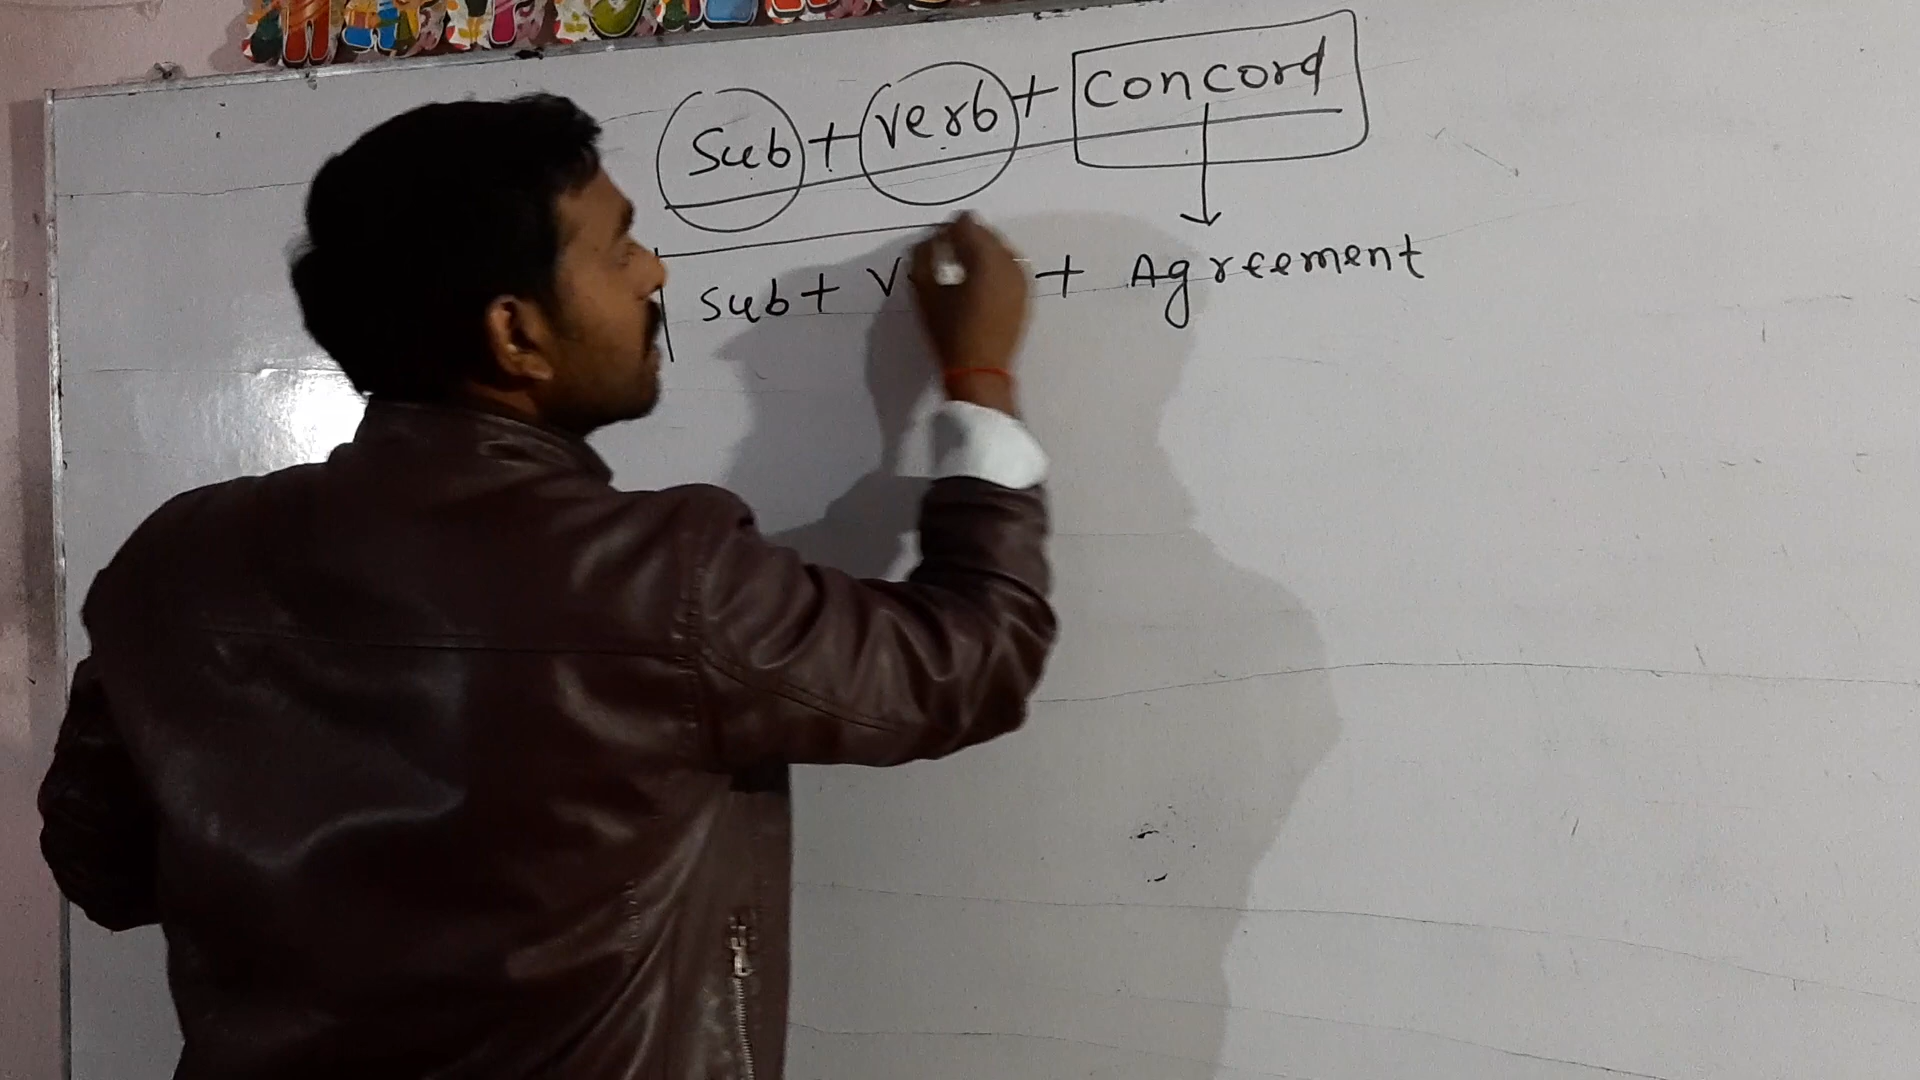 Sub + Verb + Concord
Sub + + Agreement